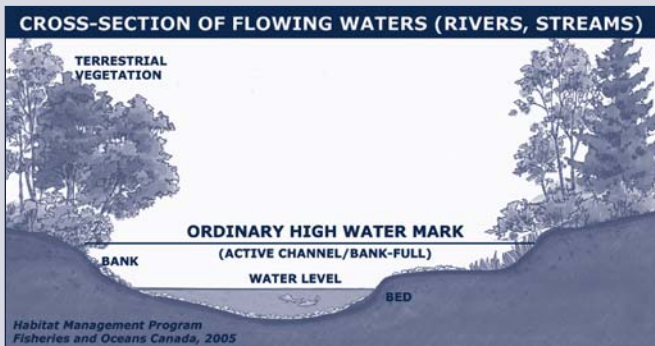 CROSS-SECTION OF FLOWING WATERS (RIVERS, STREAMS)
TERRESTRIAL
VEGETATION
ORDINARY HIGH WATER MARK
(ACTIVE CHANNEL/BANK-FULL)
BANK
WATER LEVEL
BED
Habitat Management Program
Fisheries and Oceans Canada, 2005